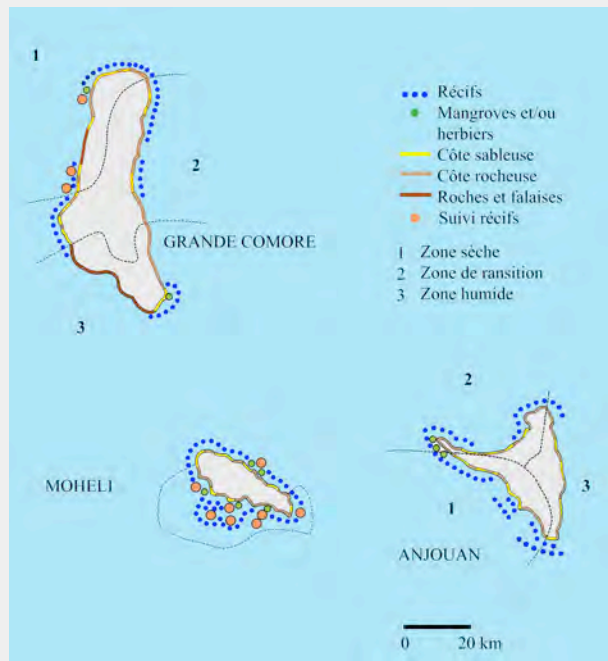 1
2
3
GRANDE COMORE
Récifs
Mangroves et/ou
herbiers
Côte sableuse
Côte rocheuse
Roches et falaises
Suivi récifs
1 Zone sèche
2 Zone de ransition
3 Zone humide
MOHELI
2
1
3
ANJOUAN
0 20 km